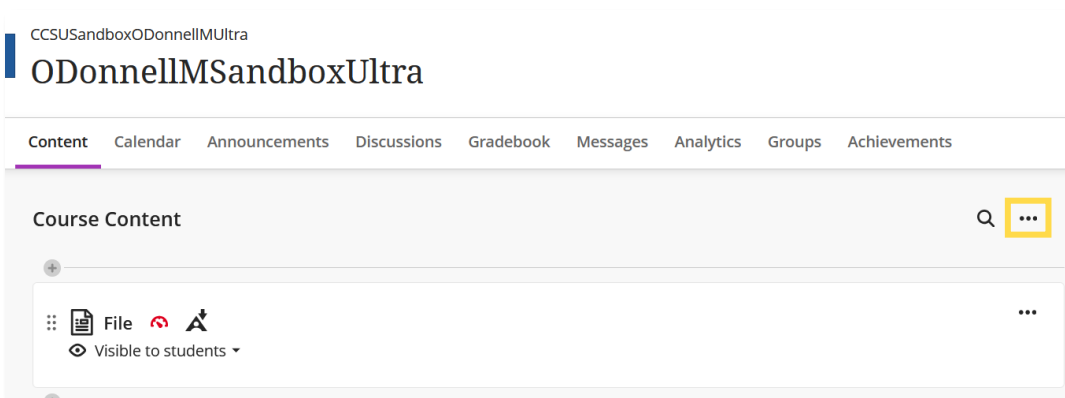 CCSUSandboxODonnellMUltra
ODonnellMSandboxUltra
Content Calendar Announcements Discussions Gradebook Messages Analytics Groups Achievements
Course Content
File
Visible to students